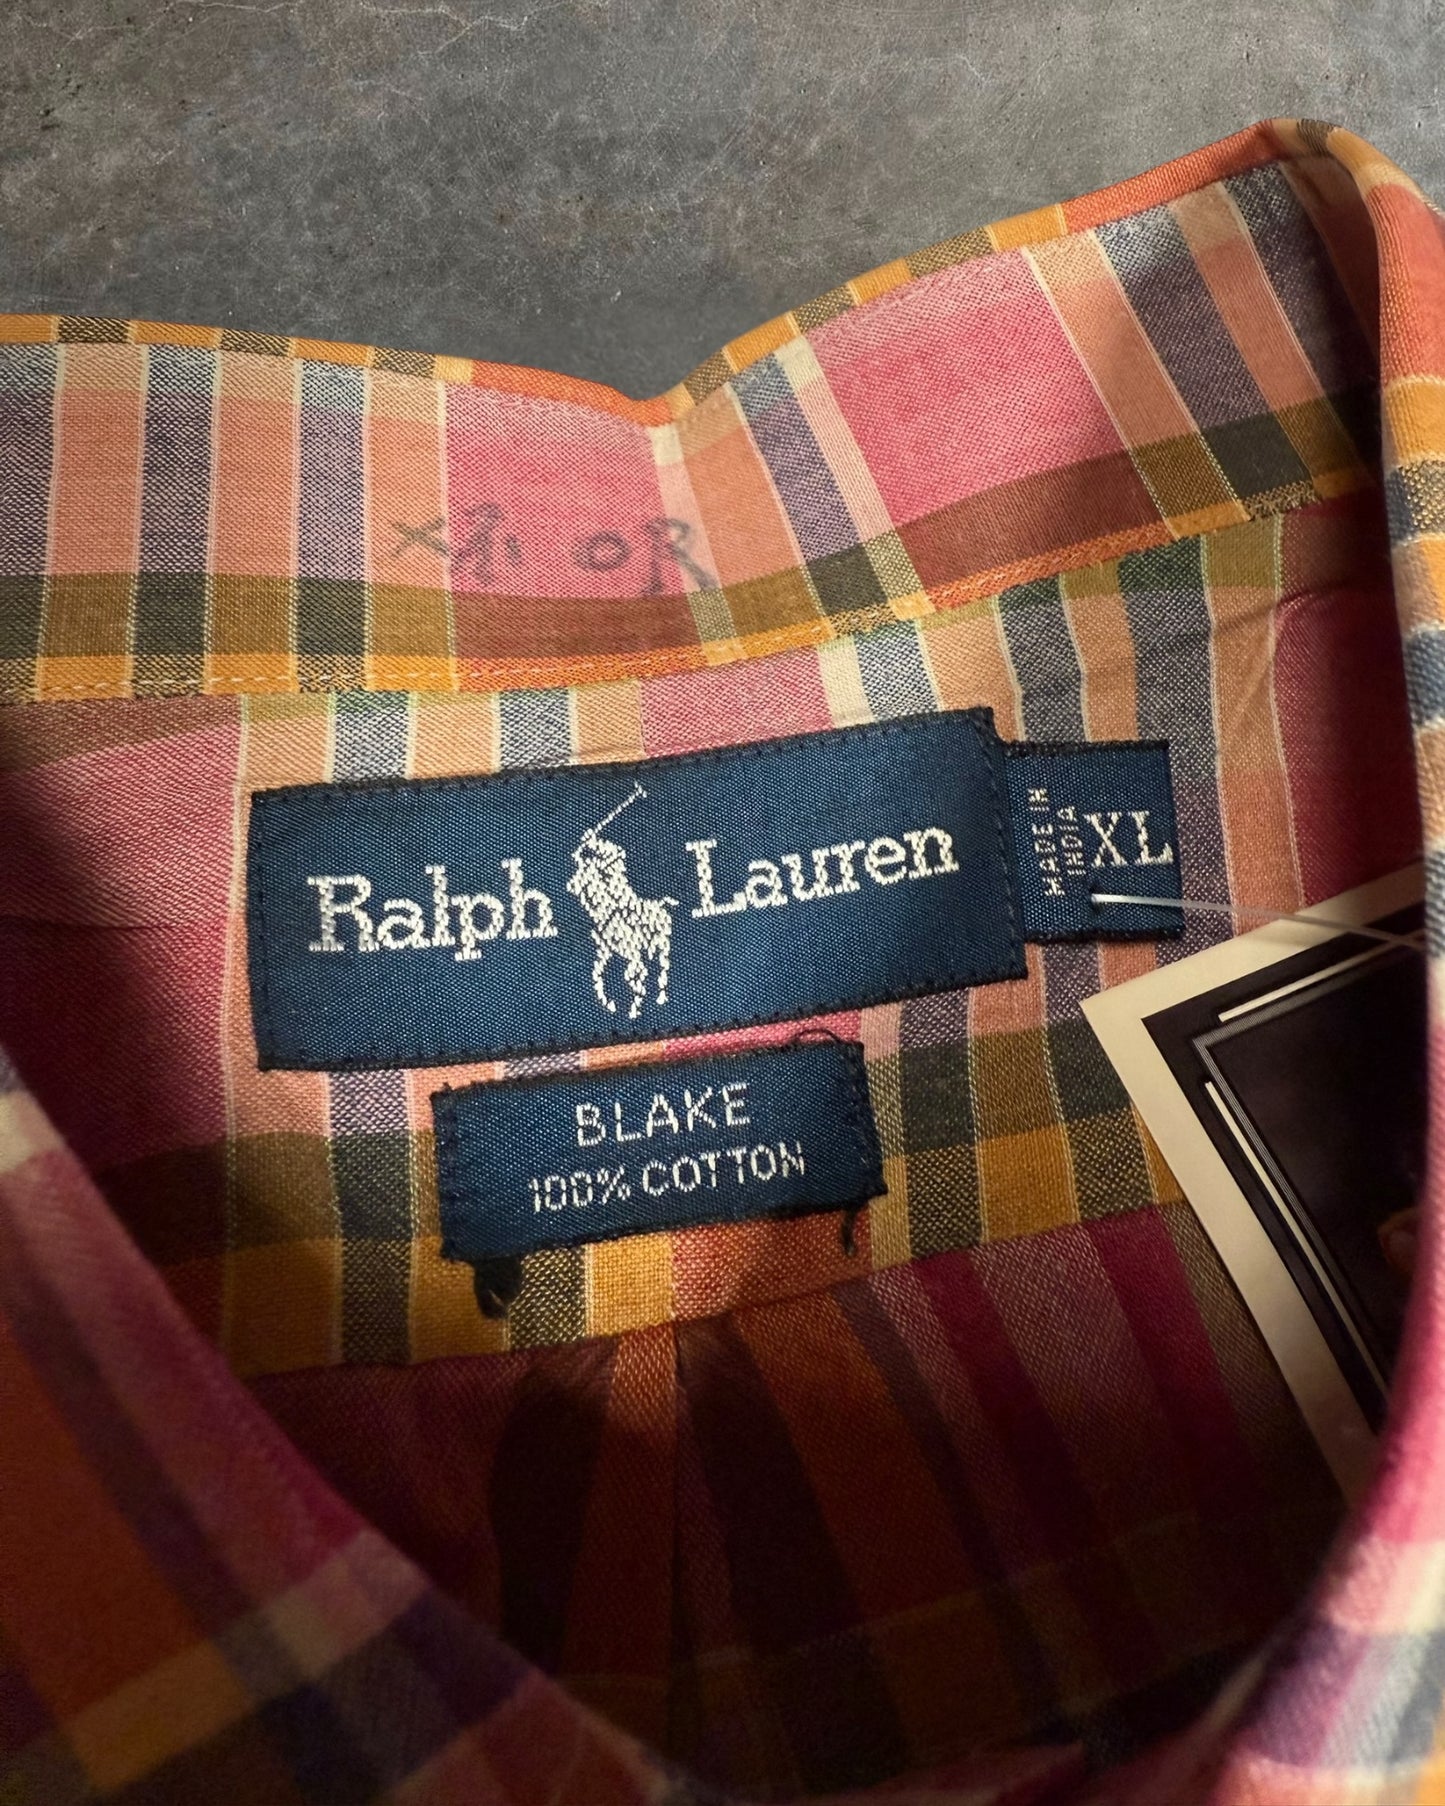 Ralph Lauren
MADE IN
INDIA
XL
BLAKE
100% COTTON